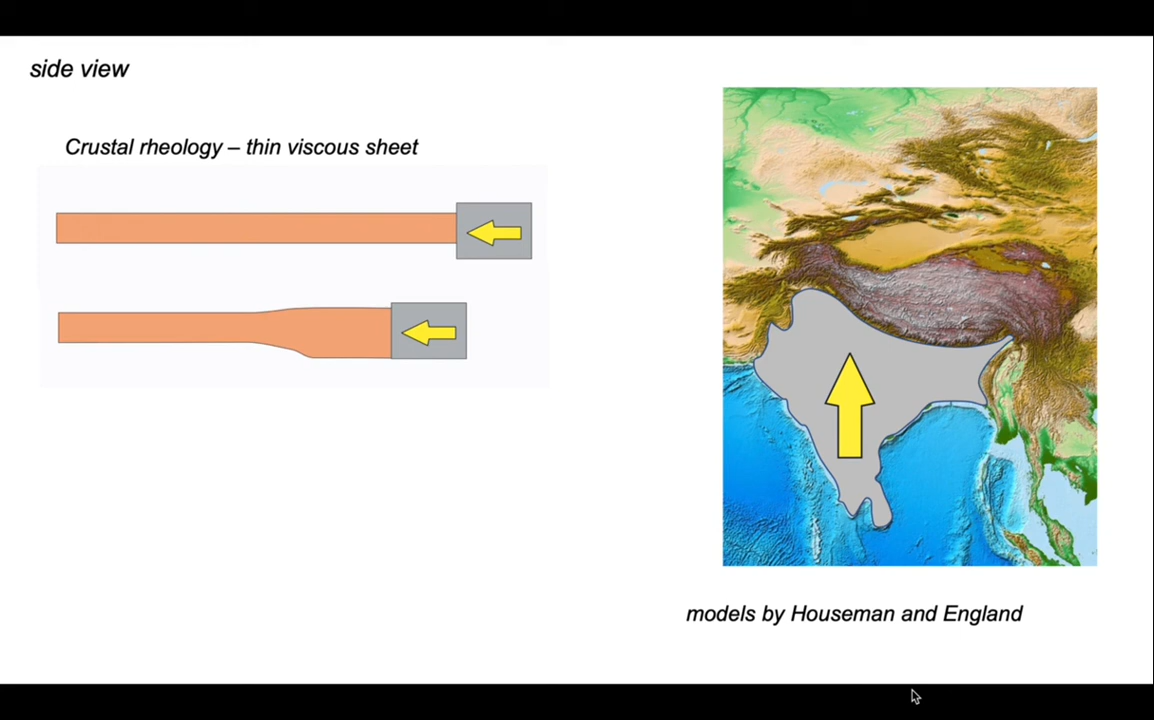 side view
Crustal rheology – thin viscous sheet
models by Houseman and England